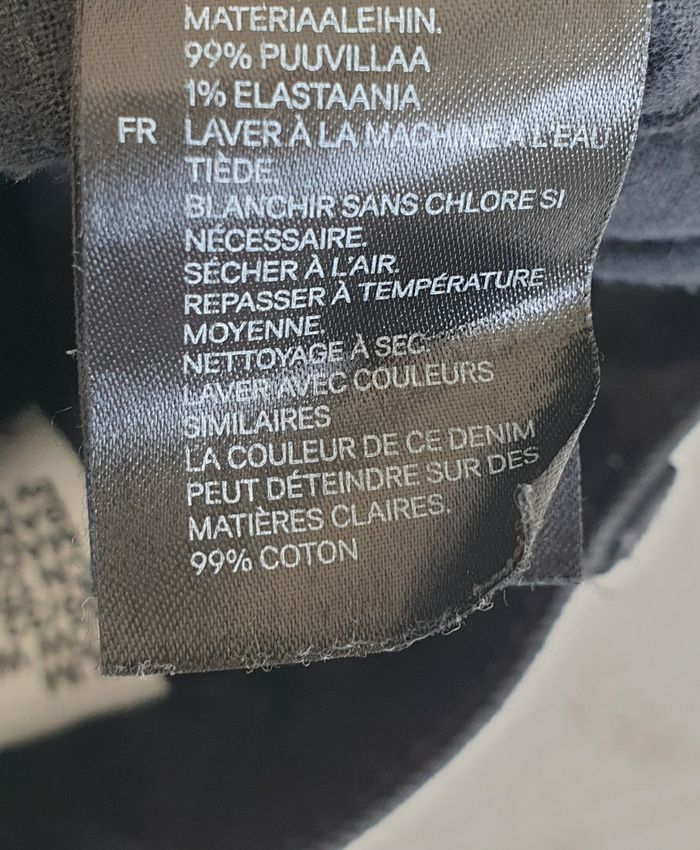 MATERIAALEIHIN.
99% PUUVILLAA
1% ELASTAANIA
FR LAVER À LA MACHINE À L'EAU
TIÈDE.
BLANCHIR SANS CHLORE SI
NÉCESSAIRE.
SÉCHER À L'AIR.
REPASSER À TEMPÉRATURE
MOYENNE.
NETTOYAGE À SEC.
LAVER AVEC COULEURS
SIMILAIRES
LA COULEUR DE CE DENIM
PEUT DÉTEINDRE SUR DES
MATIÈRES CLAIRES.
99% COTON